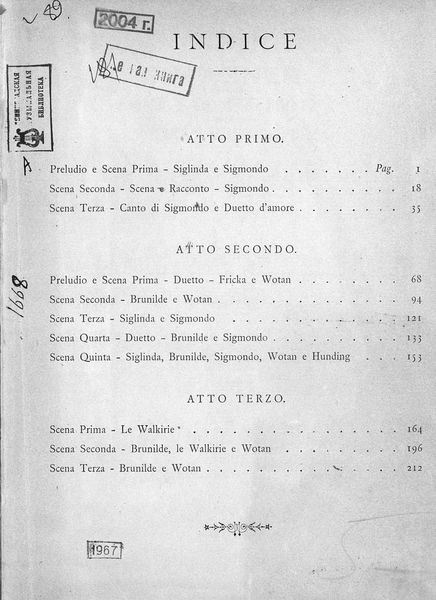 √ 89
2004 г.
INDICE
книга
МУЗЫКАЛЬНАЯ
БИБЛИОТЕКА
ATTO PRIMO.
Preludio e Scena Prima - Siglinda e Sigmondo . . . . . . . Pag. 1
Scena Seconda - Scena e Racconto - Sigmondo . . . . . . . . . 18
Scena Terza - Canto di Sigmondo e Duetto d'amore . . . . . . . 35
ATTO SECONDO.
Preludio e Scena Prima - Duetto - Fricka e Wotan . . . . . . . 68
Scena Seconda - Brunilde e Wotan . . . . . . . . . . . . 94
Scena Terza - Siglinda e Sigmondo . . . . . . . . . . . 121
Scena Quarta - Duetto - Brunilde e Sigmondo . . . . . . . . 133
Scena Quinta - Siglinda, Brunilde, Sigmondo, Wotan e Hunding . . . 153
ATTO TERZO.
Scena Prima - Le Walkirie . . . . . . . . . . . . . . 164
Scena Seconda - Brunilde, le Walkirie e Wotan . . . . . . . . 196
Scena Terza - Brunilde e Wotan . . . . . . . . . . . . . 212
1967